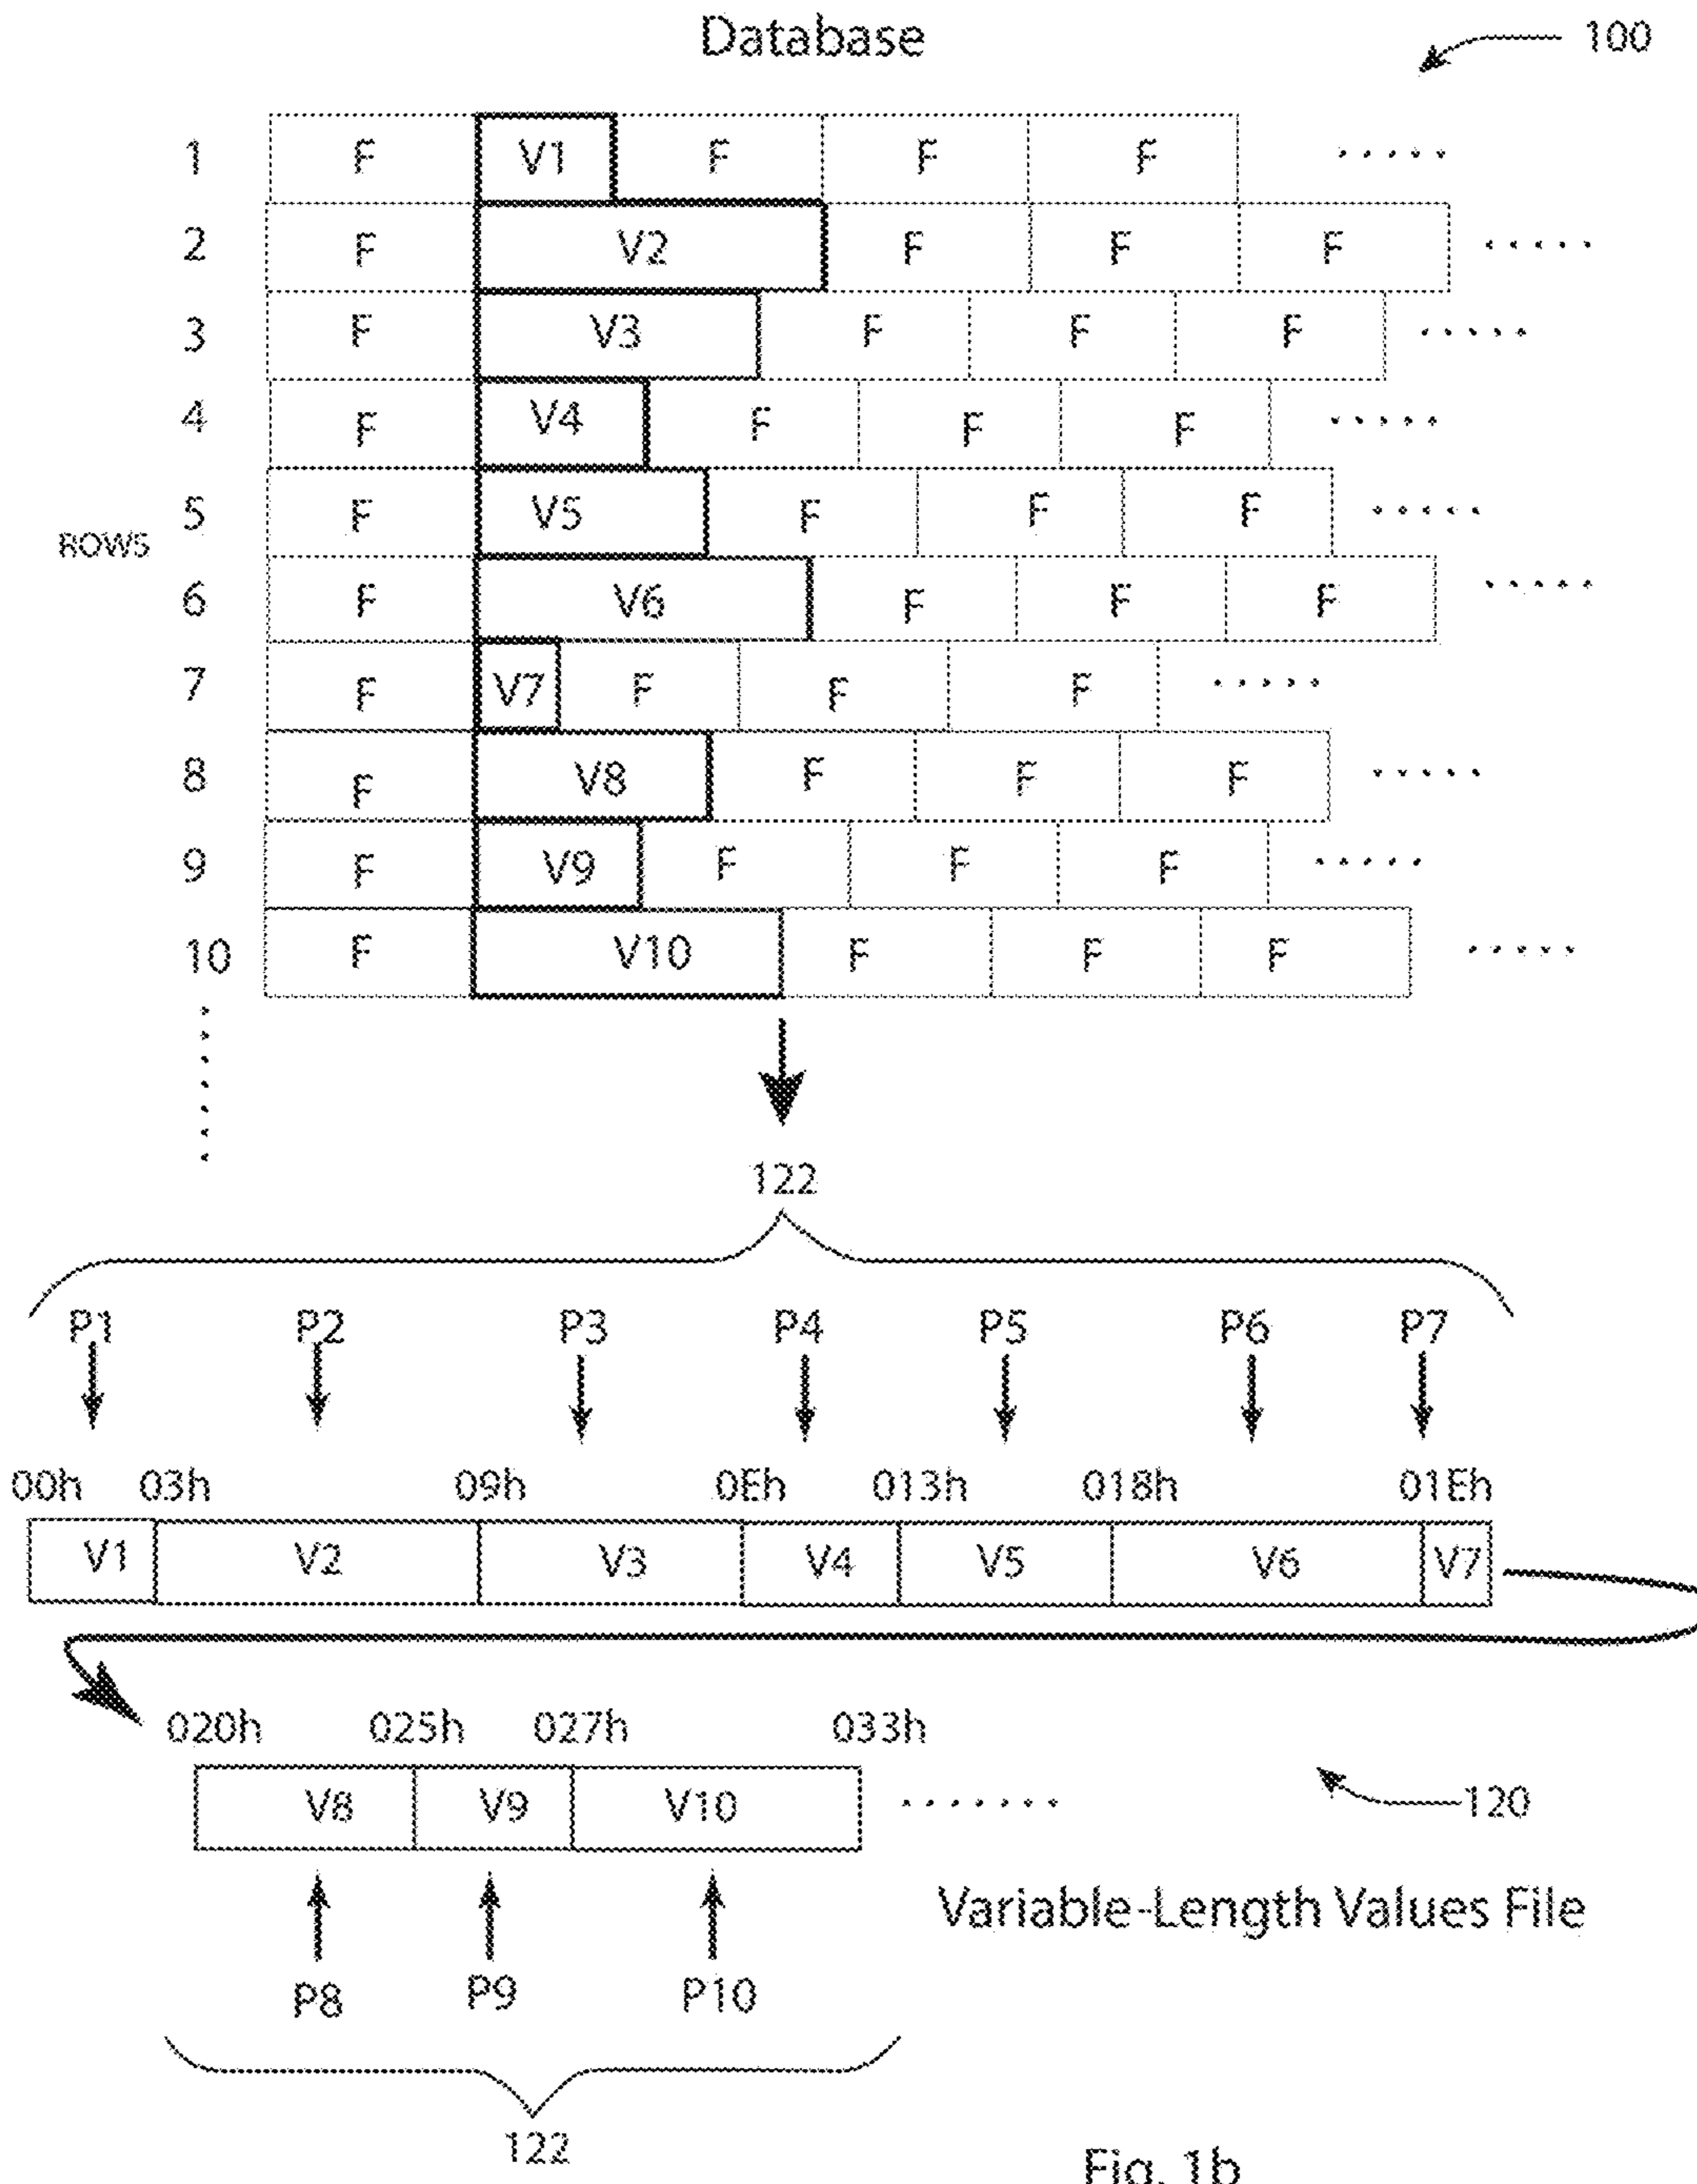 Database
100
1 F V1 F F F .....
2 F V2 F F F .....
3 F V3 F F F .....
4 F V4 F F F .....
5 F V5 F F F .....
ROWS
6 F V6 F F F .....
7 F V7 F F F .....
8 F V8 F F F .....
9 F V9 F F F .....
10 F V10 F F F .....
122
P1 P2 P3 P4 P5 P6 P7
00h 03h 09h 0Eh 013h 018h 01Eh
V1 V2 V3 V4 V5 V6 V7
020h 025h 027h 033h
V8 V9 V10 .......
120
Variable-Length Values File
P8 P9 P10
122
Fig. 1b